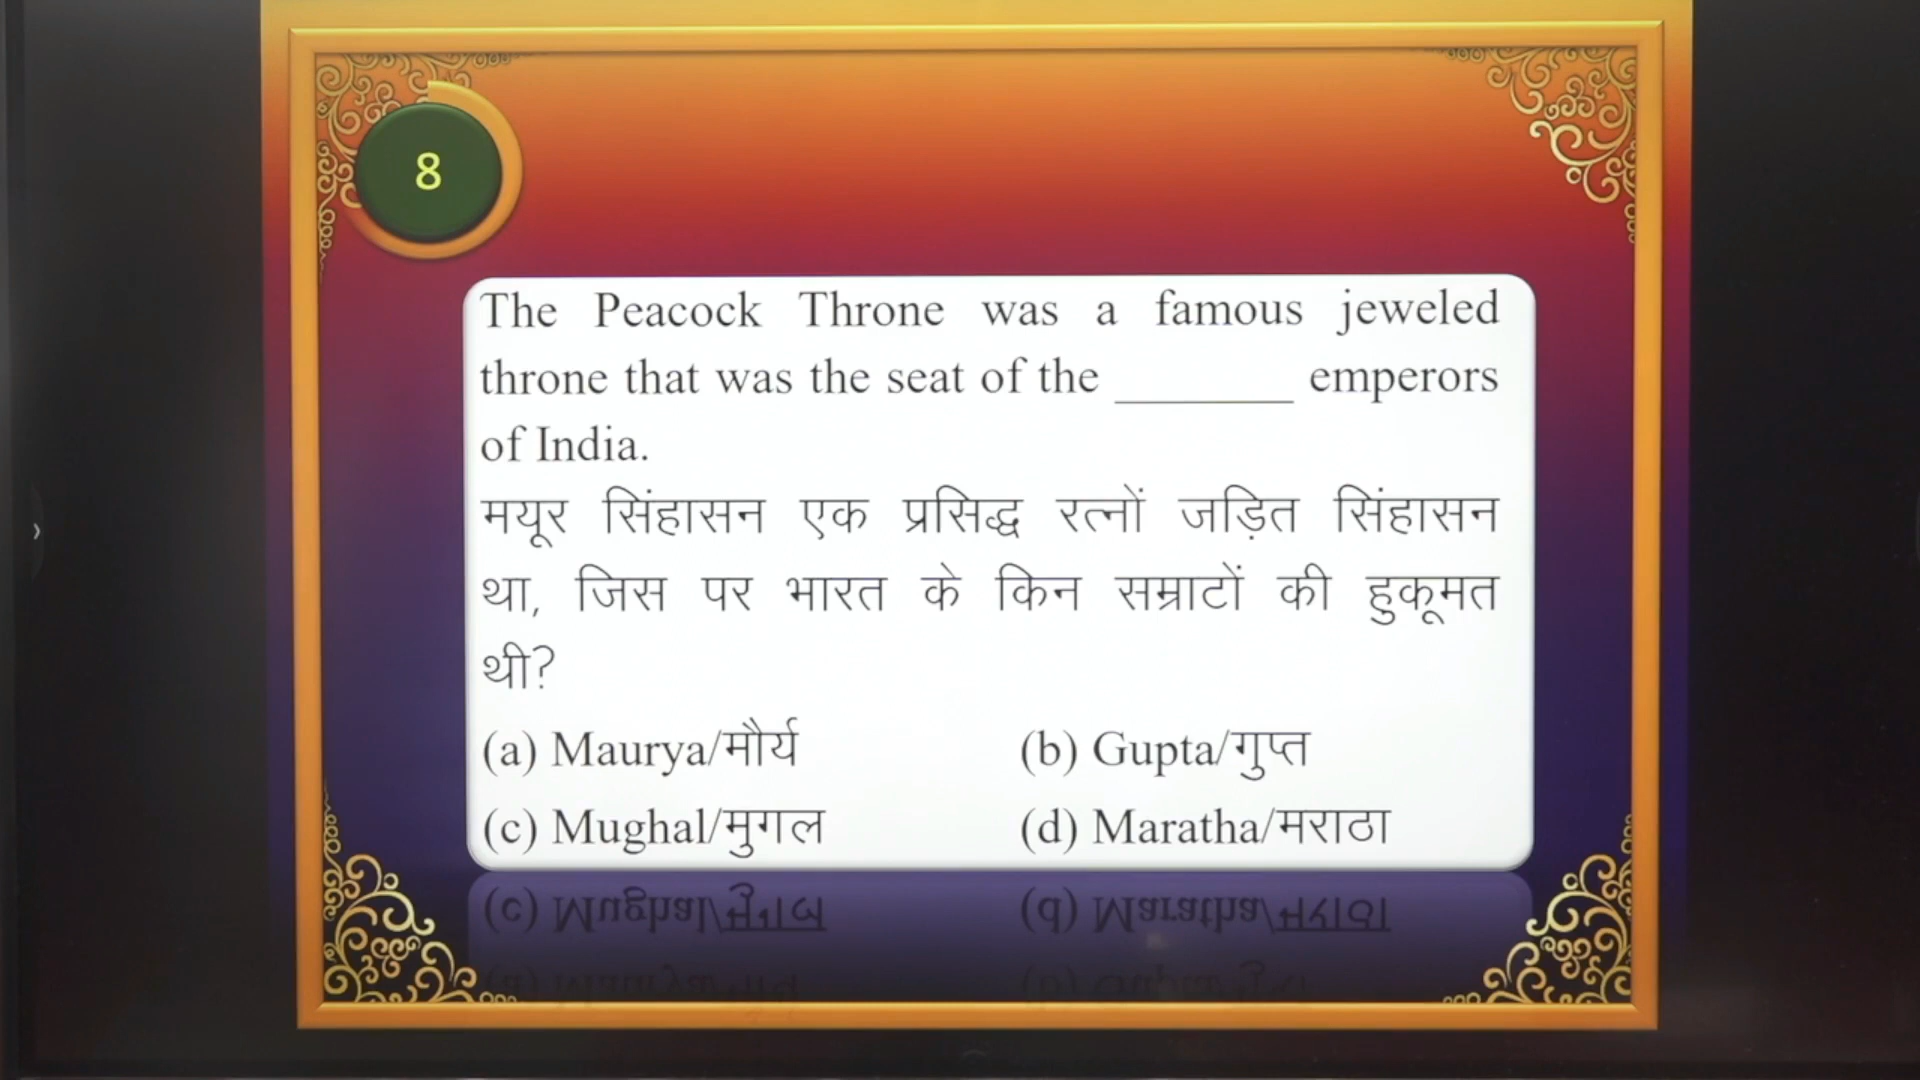 8
The Peacock Throne was a famous jeweled
throne that was the seat of the ________ emperors
of India.
मयूर सिंहासन एक प्रसिद्ध रत्नों जड़ित सिंहासन
था, जिस पर भारत के किन सम्राटों की हुकूमत
थी?
(a) Maurya/मौर्य (b) Gupta/गुप्त
(c) Mughal/मुगल (d) Maratha/मराठा